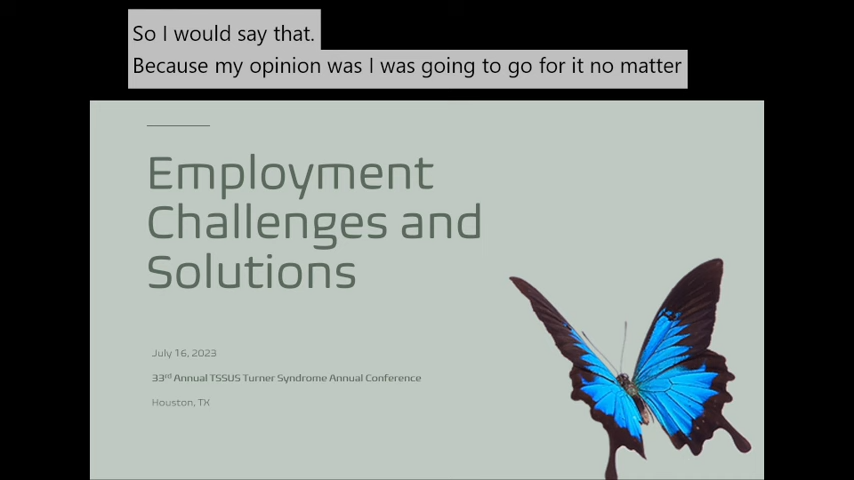 So I would say that.
Because my opinion was I was going to go for it no matter
Employment
Challenges and
Solutions
July 16, 2023
33rd Annual TSSUS Turner Syndrome Annual Conference
Houston, TX